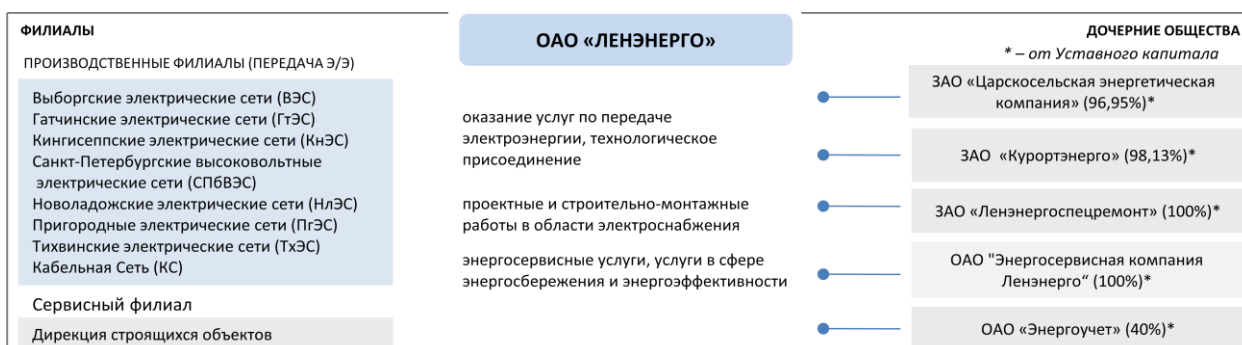 ФИЛИАЛЫ
ПРОИЗВОДСТВЕННЫЕ ФИЛИАЛЫ (ПЕРЕДАЧА Э/Э)
Выборгские электрические сети (ВЭС)
Гатчинские электрические сети (ГтЭС)
Кингисеппские электрические сети (КнЭС)
Санкт-Петербургские высоковольтные
электрические сети (СПбВЭС)
Новоладожские электрические сети (НлЭС)
Пригородные электрические сети (ПгЭС)
Тихвинские электрические сети (ТхЭС)
Кабельная Сеть (КС)
Сервисный филиал
Дирекция строящихся объектов
ОАО «ЛЕНЭНЕРГО»
оказание услуг по передаче
электроэнергии, технологическое
присоединение
проектные и строительно-монтажные
работы в области электроснабжения
энергосервисные услуги, услуги в сфере
энергосбережения и энергоэффективности
ДОЧЕРНИЕ ОБЩЕСТВА
* – от Уставного капитала
ЗАО «Царскосельская энергетическая
компания» (96,95%)*
ЗАО «Курортэнерго» (98,13%)*
ЗАО «Ленэнергоспецремонт» (100%)*
ОАО "Энергосервисная компания
Ленэнерго“ (100%)*
ОАО «Энергоучет» (40%)*